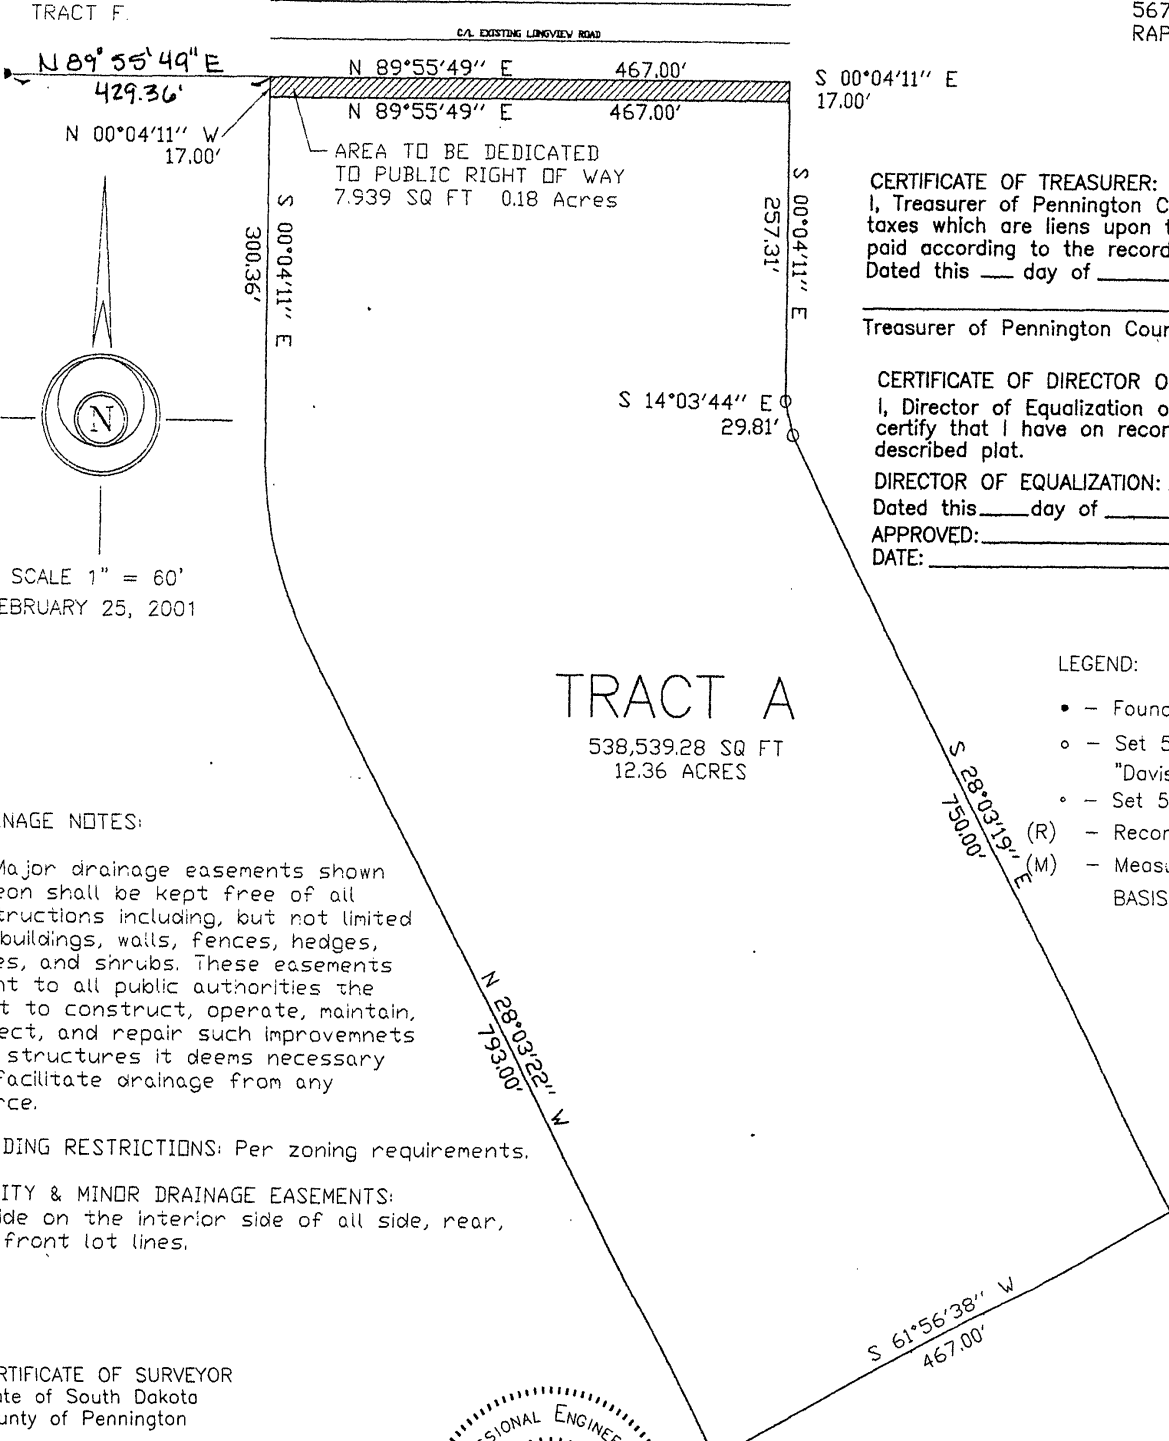 TRACT F.
567
RAP
C/L EXISTING LONGVIEW ROAD
N 89°55'49" E
429.36'
N 89°55'49'' E 467.00'
N 89°55'49'' E 467.00'
S 00°04'11'' E
17.00'
N 00°04'11'' W
17.00'
AREA TO BE DEDICATED
TO PUBLIC RIGHT OF WAY
7.939 SQ FT 0.18 Acres
S 00°04'11'' E
300.36'
S 00°04'11'' E
257.31'
CERTIFICATE OF TREASURER:
I, Treasurer of Pennington C
taxes which are liens upon t
paid according to the record
Dated this ___ day of ______
Treasurer of Pennington Coun
S 14°03'44'' E
29.81'
CERTIFICATE OF DIRECTOR O
I, Director of Equalization o
certify that I have on recor
described plat.
DIRECTOR OF EQUALIZATION:
Dated this____day of ______
APPROVED:______
DATE: ______
N
SCALE 1" = 60'
EBRUARY 25, 2001
LEGEND:
• – Found
o – Set 5
"Davis
∘ – Set 5
(R) – Recor
(M) – Measu
BASIS
TRACT A
538,539.28 SQ FT
12.36 ACRES
S 28°03'19'' E
750.00'
NAGE NOTES:
Major drainage easements shown
eon shall be kept free of all
tructions including, but not limited
buildings, walls, fences, hedges,
es, and shrubs. These easements
nt to all public authorities the
t to construct, operate, maintain,
ect, and repair such improvemnets
structures it deems necessary
facilitate drainage from any
rce.
N 28°03'22'' W
793.00'
DING RESTRICTIONS: Per zoning requirements.
ITY & MINOR DRAINAGE EASEMENTS:
ide on the interior side of all side, rear,
front lot lines.
S 61°56'38'' W
467.00'
RTIFICATE OF SURVEYOR
ate of South Dakota
unty of Pennington
SSIONAL ENGINEER